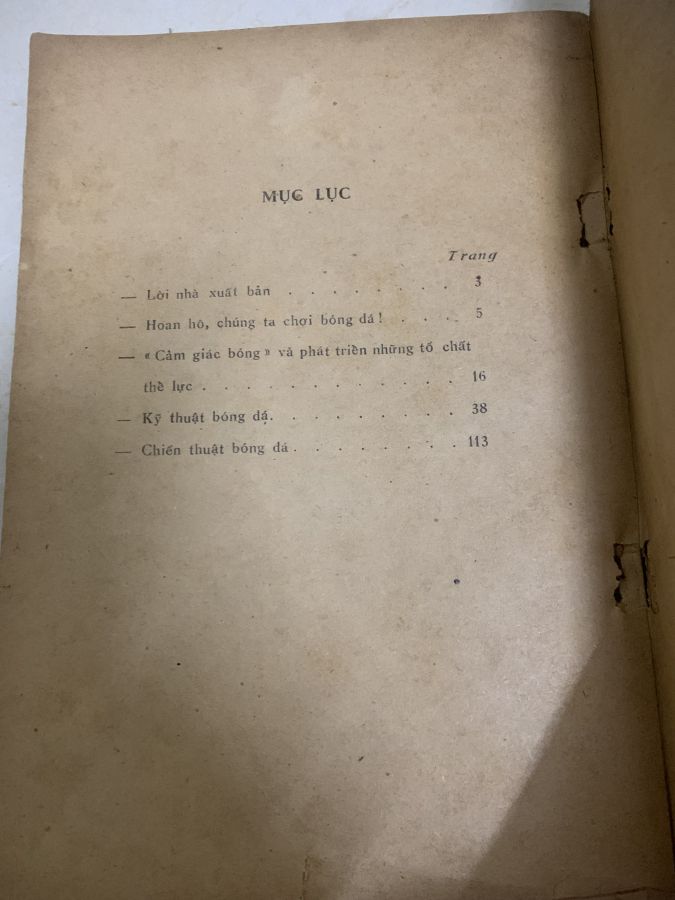 MỤC LỤC
Trang
— Lời nhà xuất bản . . . . . . . . 3
— Hoan hô, chúng ta chơi bóng đá! . . . . 5
— «Cảm giác bóng» và phát triển những tố chất
thể lực . . . . . . . . . . . . 16
— Kỹ thuật bóng đá. . . . . . . . . 38
— Chiến thuật bóng đá . . . . . . . . 113